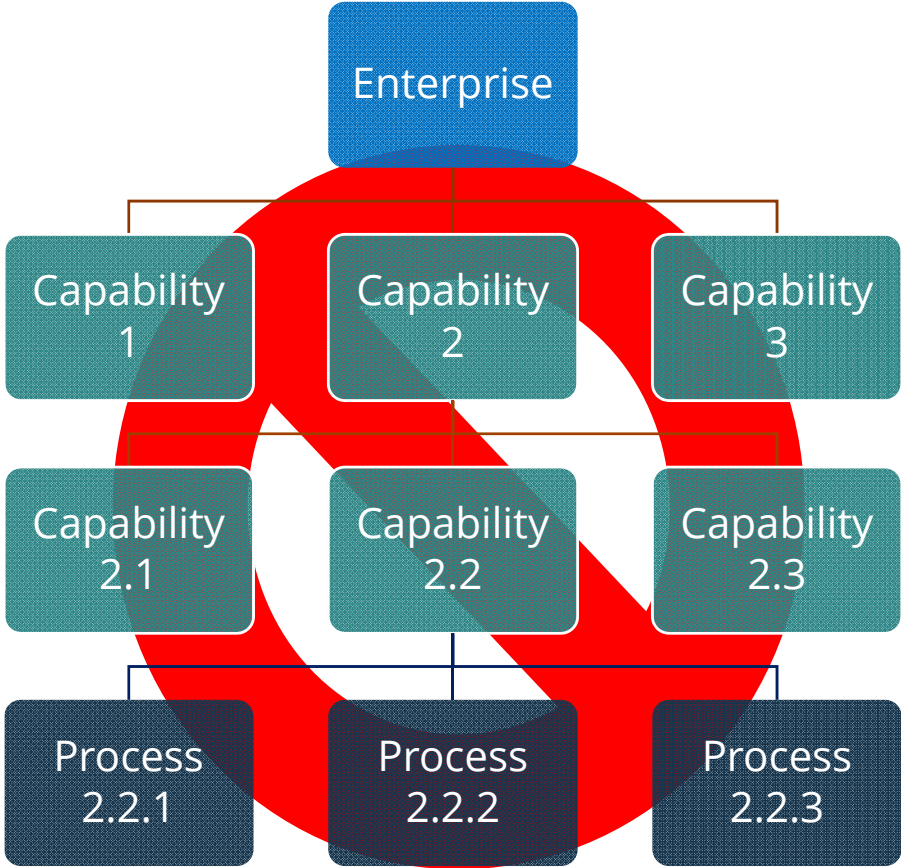 Enterprise
Capability
1
Capability
2
Capability
3
Capability
2.1
Capability
2.2
Capability
2.3
Process
2.2.1
Process
2.2.2
Process
2.2.3